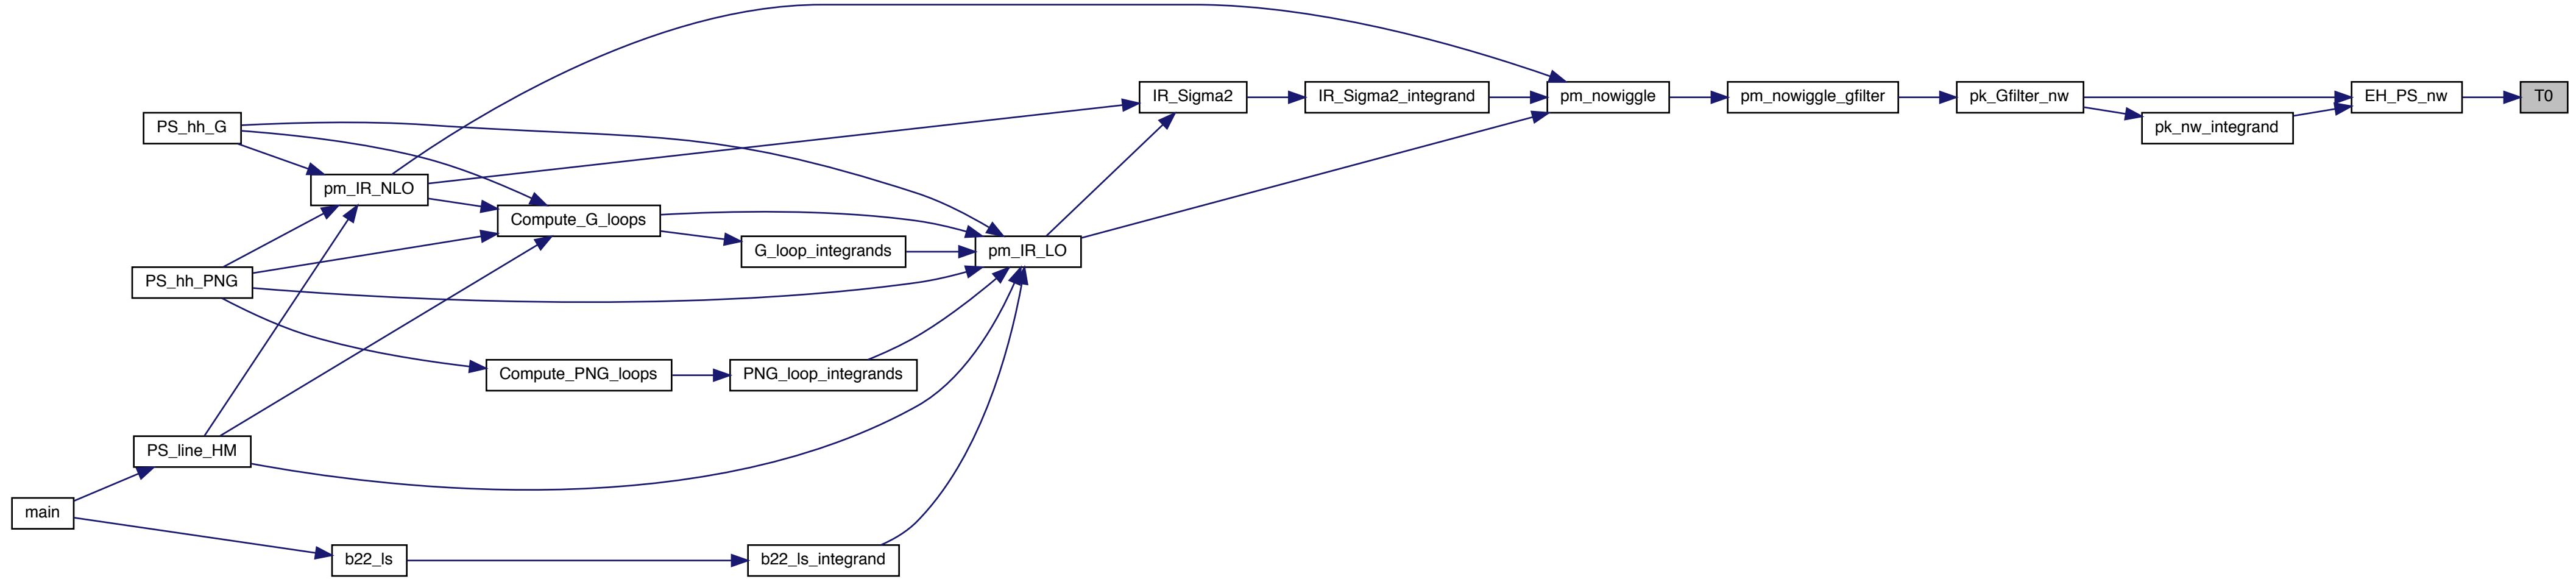 PS_hh_G
IR_Sigma2
IR_Sigma2_integrand
pm_nowiggle
pm_nowiggle_gfilter
pk_Gfilter_nw
EH_PS_nw
T0
pk_nw_integrand
pm_IR_NLO
Compute_G_loops
G_loop_integrands
pm_IR_LO
PS_hh_PNG
Compute_PNG_loops
PNG_loop_integrands
PS_line_HM
main
b22_ls
b22_ls_integrand